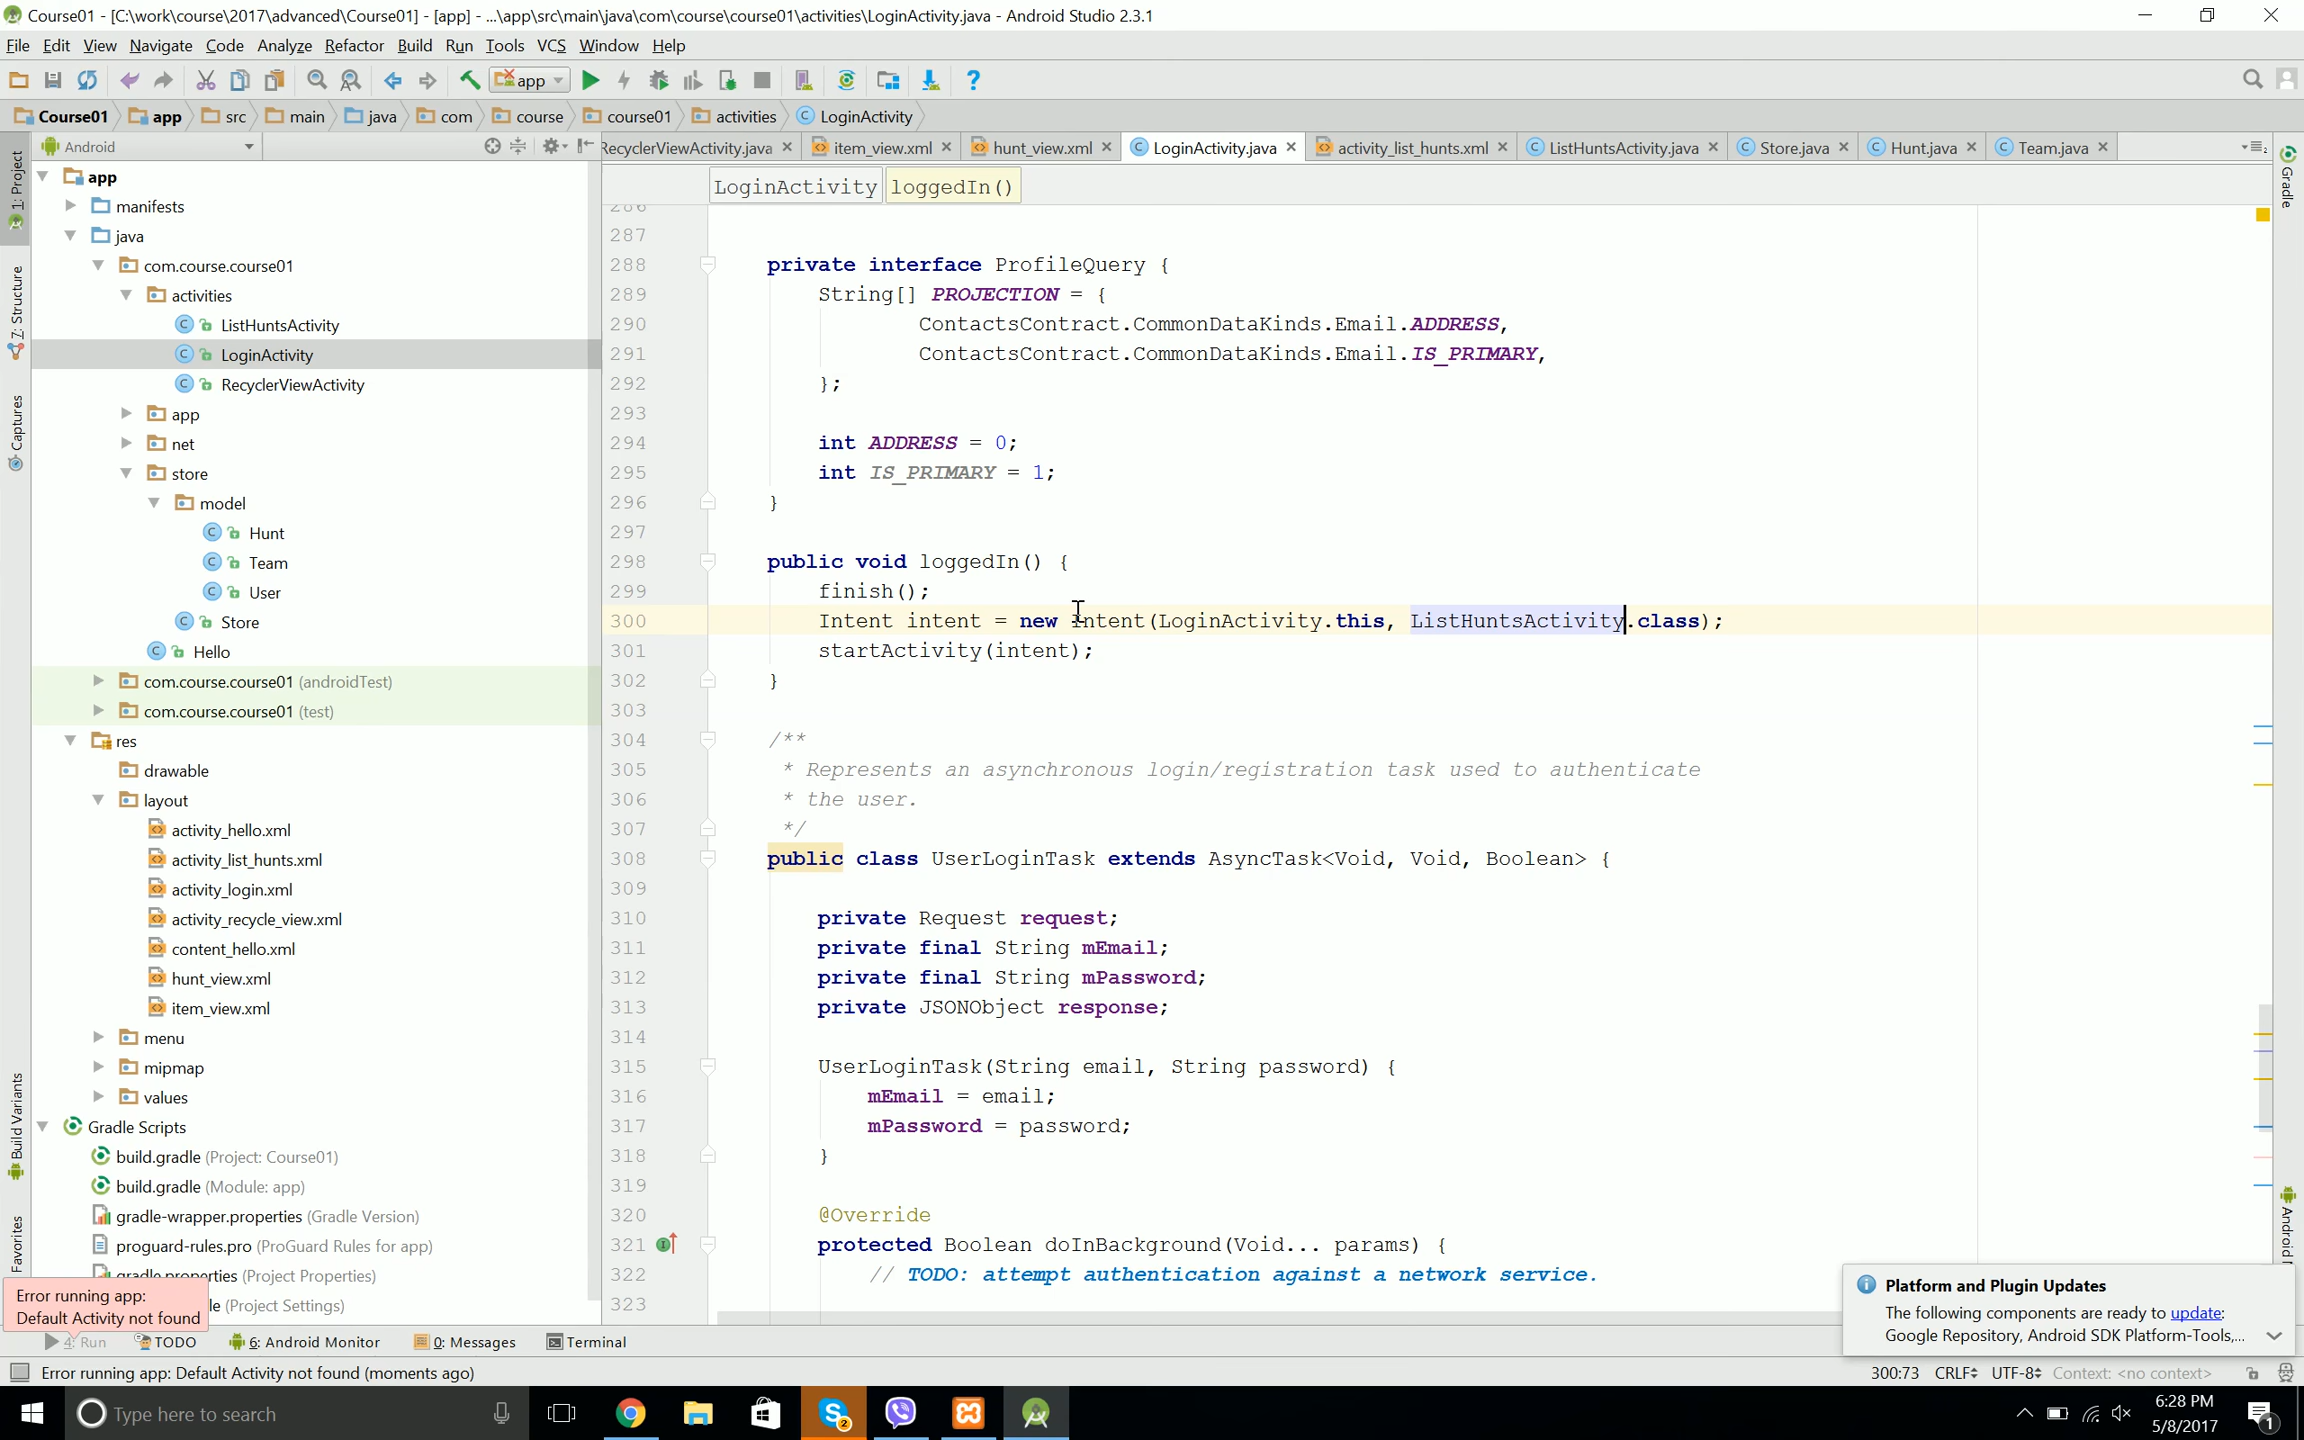 Course01 - [C:\work\course\2017\advanced\Course01] - [app] - ...\app\src\main\java\com\course\course01\activities\LoginActivity.java - Android Studio 2.3.1
File Edit View Navigate Code Analyze Refactor Build Run Tools VCS Window Help
app
Course01 app src main java com course course01 activities LoginActivity
Android
RecyclerViewActivity.java item_view.xml hunt_view.xml LoginActivity.java activity_list_hunts.xml ListHuntsActivity.java Store.java Hunt.java Team.java
LoginActivity loggedIn()
1: Project
Z: Structure
Captures
Build Variants
Favorites
Gradle
Android
app
manifests
java
com.course.course01
activities
ListHuntsActivity
LoginActivity
RecyclerViewActivity
app
net
store
model
Hunt
Team
User
Store
Hello
com.course.course01 (androidTest)
com.course.course01 (test)
res
drawable
layout
activity_hello.xml
activity_list_hunts.xml
activity_login.xml
activity_recycle_view.xml
content_hello.xml
hunt_view.xml
item_view.xml
menu
mipmap
values
Gradle Scripts
build.gradle (Project: Course01)
build.gradle (Module: app)
gradle-wrapper.properties (Gradle Version)
proguard-rules.pro (ProGuard Rules for app)
gradle.properties (Project Properties)
le (Project Settings)
Error running app:
Default Activity not found
286
287
288 private interface ProfileQuery {
289 String[] PROJECTION = {
290 ContactsContract.CommonDataKinds.Email.ADDRESS,
291 ContactsContract.CommonDataKinds.Email.IS_PRIMARY,
292 };
293
294 int ADDRESS = 0;
295 int IS_PRIMARY = 1;
296 }
297
298 public void loggedIn() {
299 finish();
300 Intent intent = new Intent(LoginActivity.this, ListHuntsActivity.class);
301 startActivity(intent);
302 }
303
304 /**
305 * Represents an asynchronous login/registration task used to authenticate
306 * the user.
307 */
308 public class UserLoginTask extends AsyncTask<Void, Void, Boolean> {
309
310 private Request request;
311 private final String mEmail;
312 private final String mPassword;
313 private JSONObject response;
314
315 UserLoginTask(String email, String password) {
316 mEmail = email;
317 mPassword = password;
318 }
319
320 @Override
321 protected Boolean doInBackground(Void... params) {
322 // TODO: attempt authentication against a network service.
323
Platform and Plugin Updates
The following components are ready to update:
Google Repository, Android SDK Platform-Tools,...
4: Run TODO 6: Android Monitor 0: Messages Terminal
Error running app: Default Activity not found (moments ago) 300:73 CRLF UTF-8 Context: <no context>
Type here to search
2
6:28 PM
5/8/2017
1